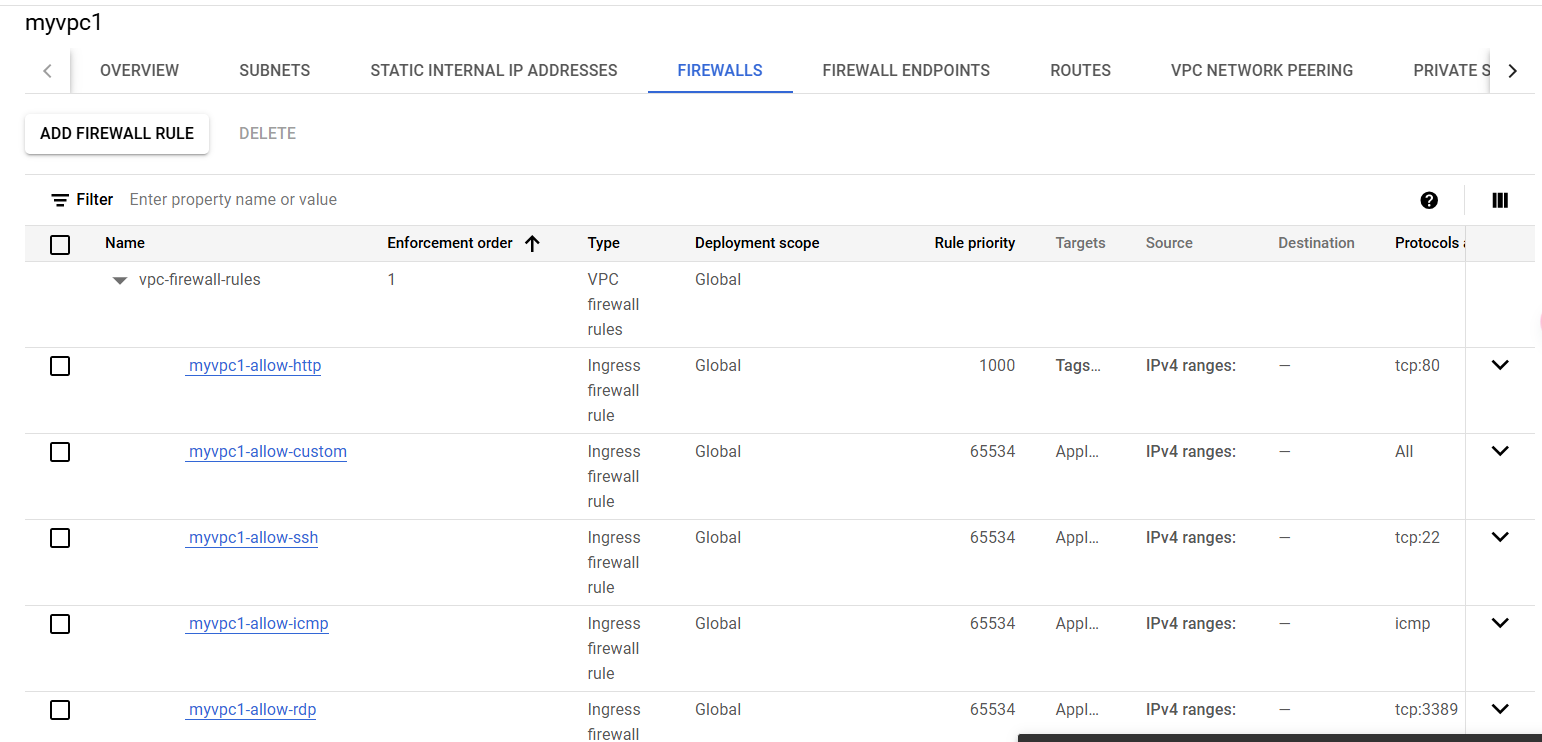 myvpc1
OVERVIEW SUBNETS STATIC INTERNAL IP ADDRESSES FIREWALLS FIREWALL ENDPOINTS ROUTES VPC NETWORK PEERING PRIVATE S
ADD FIREWALL RULE DELETE
Filter Enter property name or value
Name Enforcement order Type Deployment scope Rule priority Targets Source Destination Protocols
vpc-firewall-rules 1 VPC Global
firewall
rules
myvpc1-allow-http Ingress Global 1000 Tags... IPv4 ranges: — tcp:80
firewall
rule
myvpc1-allow-custom Ingress Global 65534 Appl... IPv4 ranges: — All
firewall
rule
myvpc1-allow-ssh Ingress Global 65534 Appl... IPv4 ranges: — tcp:22
firewall
rule
myvpc1-allow-icmp Ingress Global 65534 Appl... IPv4 ranges: — icmp
firewall
rule
myvpc1-allow-rdp Ingress Global 65534 Appl... IPv4 ranges: — tcp:3389
firewall